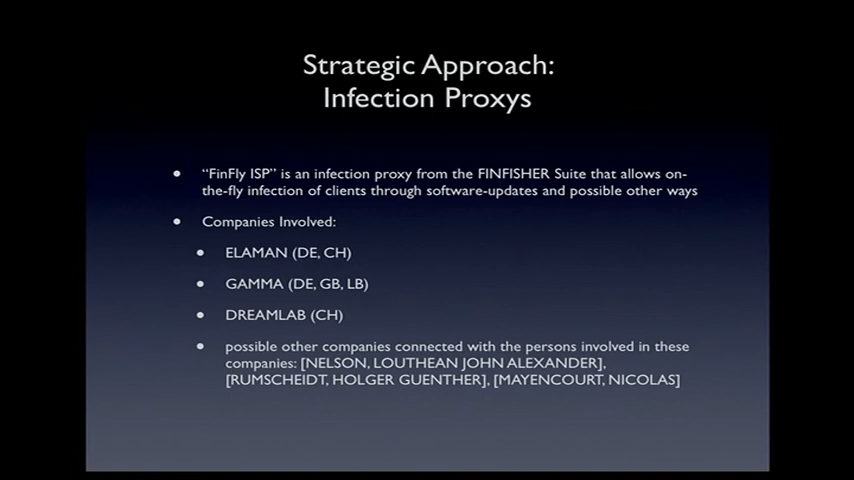 Strategic Approach:
Infection Proxys
• “FinFly ISP” is an infection proxy from the FINFISHER Suite that allows on-
the-fly infection of clients through software-updates and possible other ways
• Companies Involved:
• ELAMAN (DE, CH)
• GAMMA (DE, GB, LB)
• DREAMLAB (CH)
• possible other companies connected with the persons involved in these
companies: [NELSON, LOUTHEAN JOHN ALEXANDER],
[RUMSCHEIDT, HOLGER GUENTHER], [MAYENCOURT, NICOLAS]